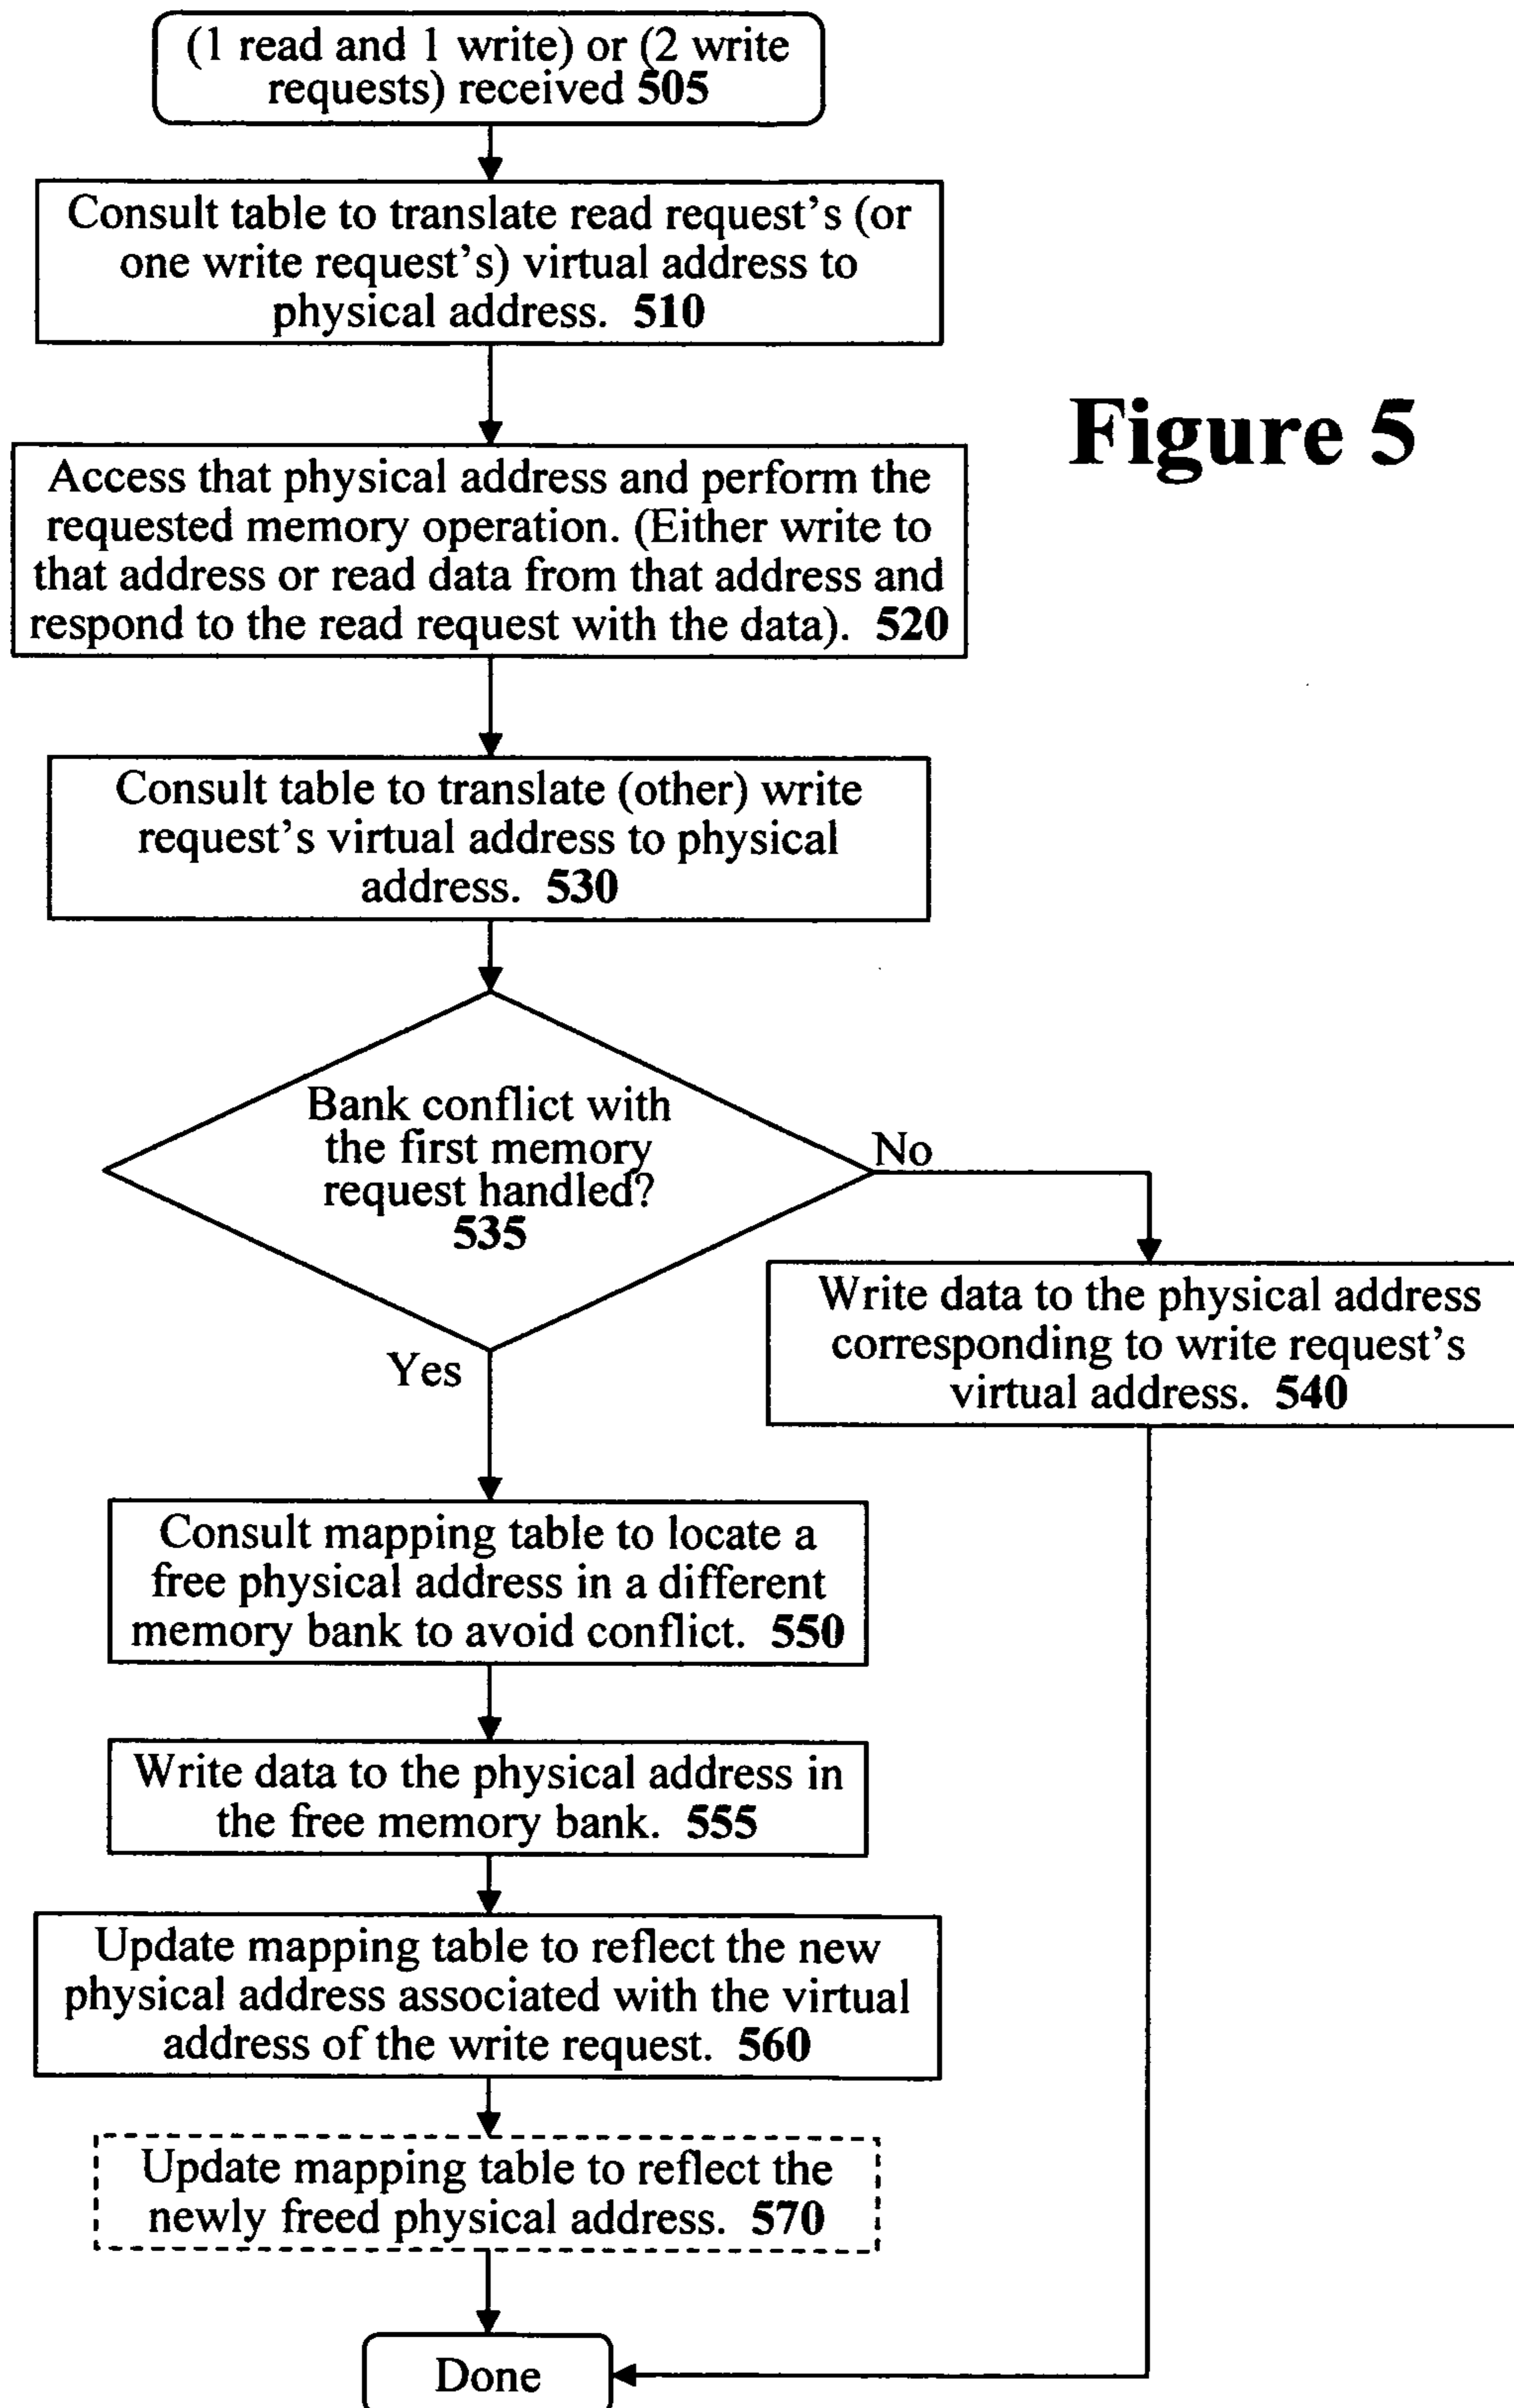 (1 read and 1 write) or (2 write
requests) received 505
Consult table to translate read request's (or
one write request's) virtual address to
physical address. 510
Figure 5
Access that physical address and perform the
requested memory operation. (Either write to
that address or read data from that address and
respond to the read request with the data). 520
Consult table to translate (other) write
request's virtual address to physical
address. 530
Bank conflict with
the first memory
request handled?
535
No
Write data to the physical address
corresponding to write request's
virtual address. 540
Yes
Consult mapping table to locate a
free physical address in a different
memory bank to avoid conflict. 550
Write data to the physical address in
the free memory bank. 555
Update mapping table to reflect the new
physical address associated with the virtual
address of the write request. 560
Update mapping table to reflect the
newly freed physical address. 570
Done